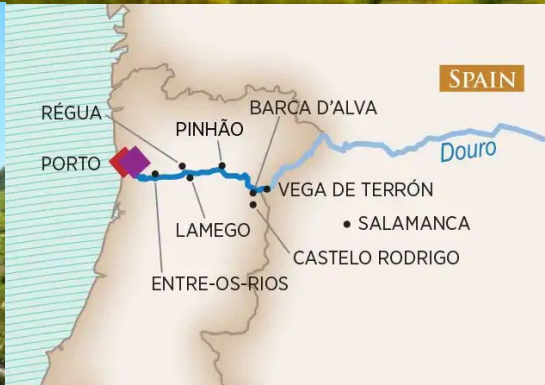 SPAIN
BARCA D'ALVA
RÉGUA
PINHÃO
Douro
PORTO
VEGA DE TERRÓN
LAMEGO
SALAMANCA
CASTELO RODRIGO
ENTRE-OS-RIOS